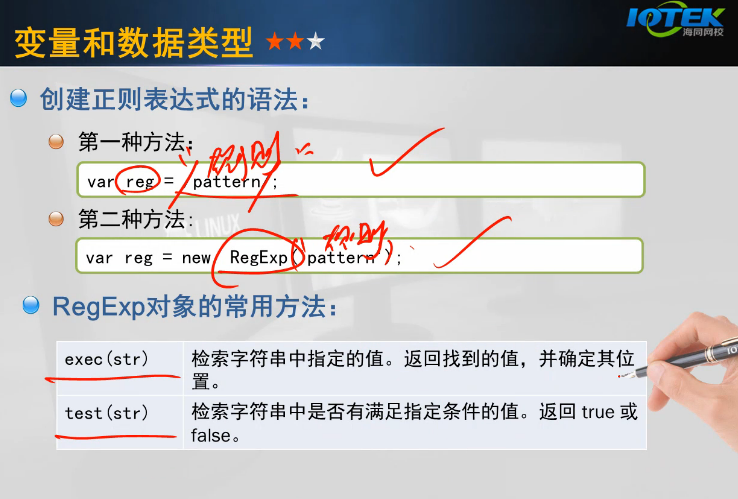 变量和数据类型
IOTEK
海同网校
创建正则表达式的语法：
第一种方法：
规则
var reg = /pattern/;
第二种方法:
规则
var reg = new RegExp('pattern');
RegExp对象的常用方法：
exec(str) 检索字符串中指定的值。返回找到的值，并确定其位
置。
test(str) 检索字符串中是否有满足指定条件的值。返回 true 或
false。
LINUX